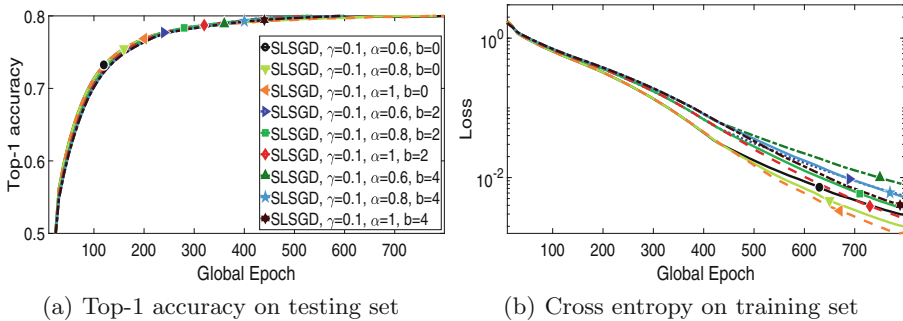 0.8
0.7
0.6
0.5
Top-1 accuracy
100 200 300 400 500 600 700
Global Epoch
SLSGD, γ=0.1, α=0.6, b=0
SLSGD, γ=0.1, α=0.8, b=0
SLSGD, γ=0.1, α=1, b=0
SLSGD, γ=0.1, α=0.6, b=2
SLSGD, γ=0.1, α=0.8, b=2
SLSGD, γ=0.1, α=1, b=2
SLSGD, γ=0.1, α=0.6, b=4
SLSGD, γ=0.1, α=0.8, b=4
SLSGD, γ=0.1, α=1, b=4
(a) Top-1 accuracy on testing set
10⁰
10⁻²
Loss
100 200 300 400 500 600 700
Global Epoch
(b) Cross entropy on training set